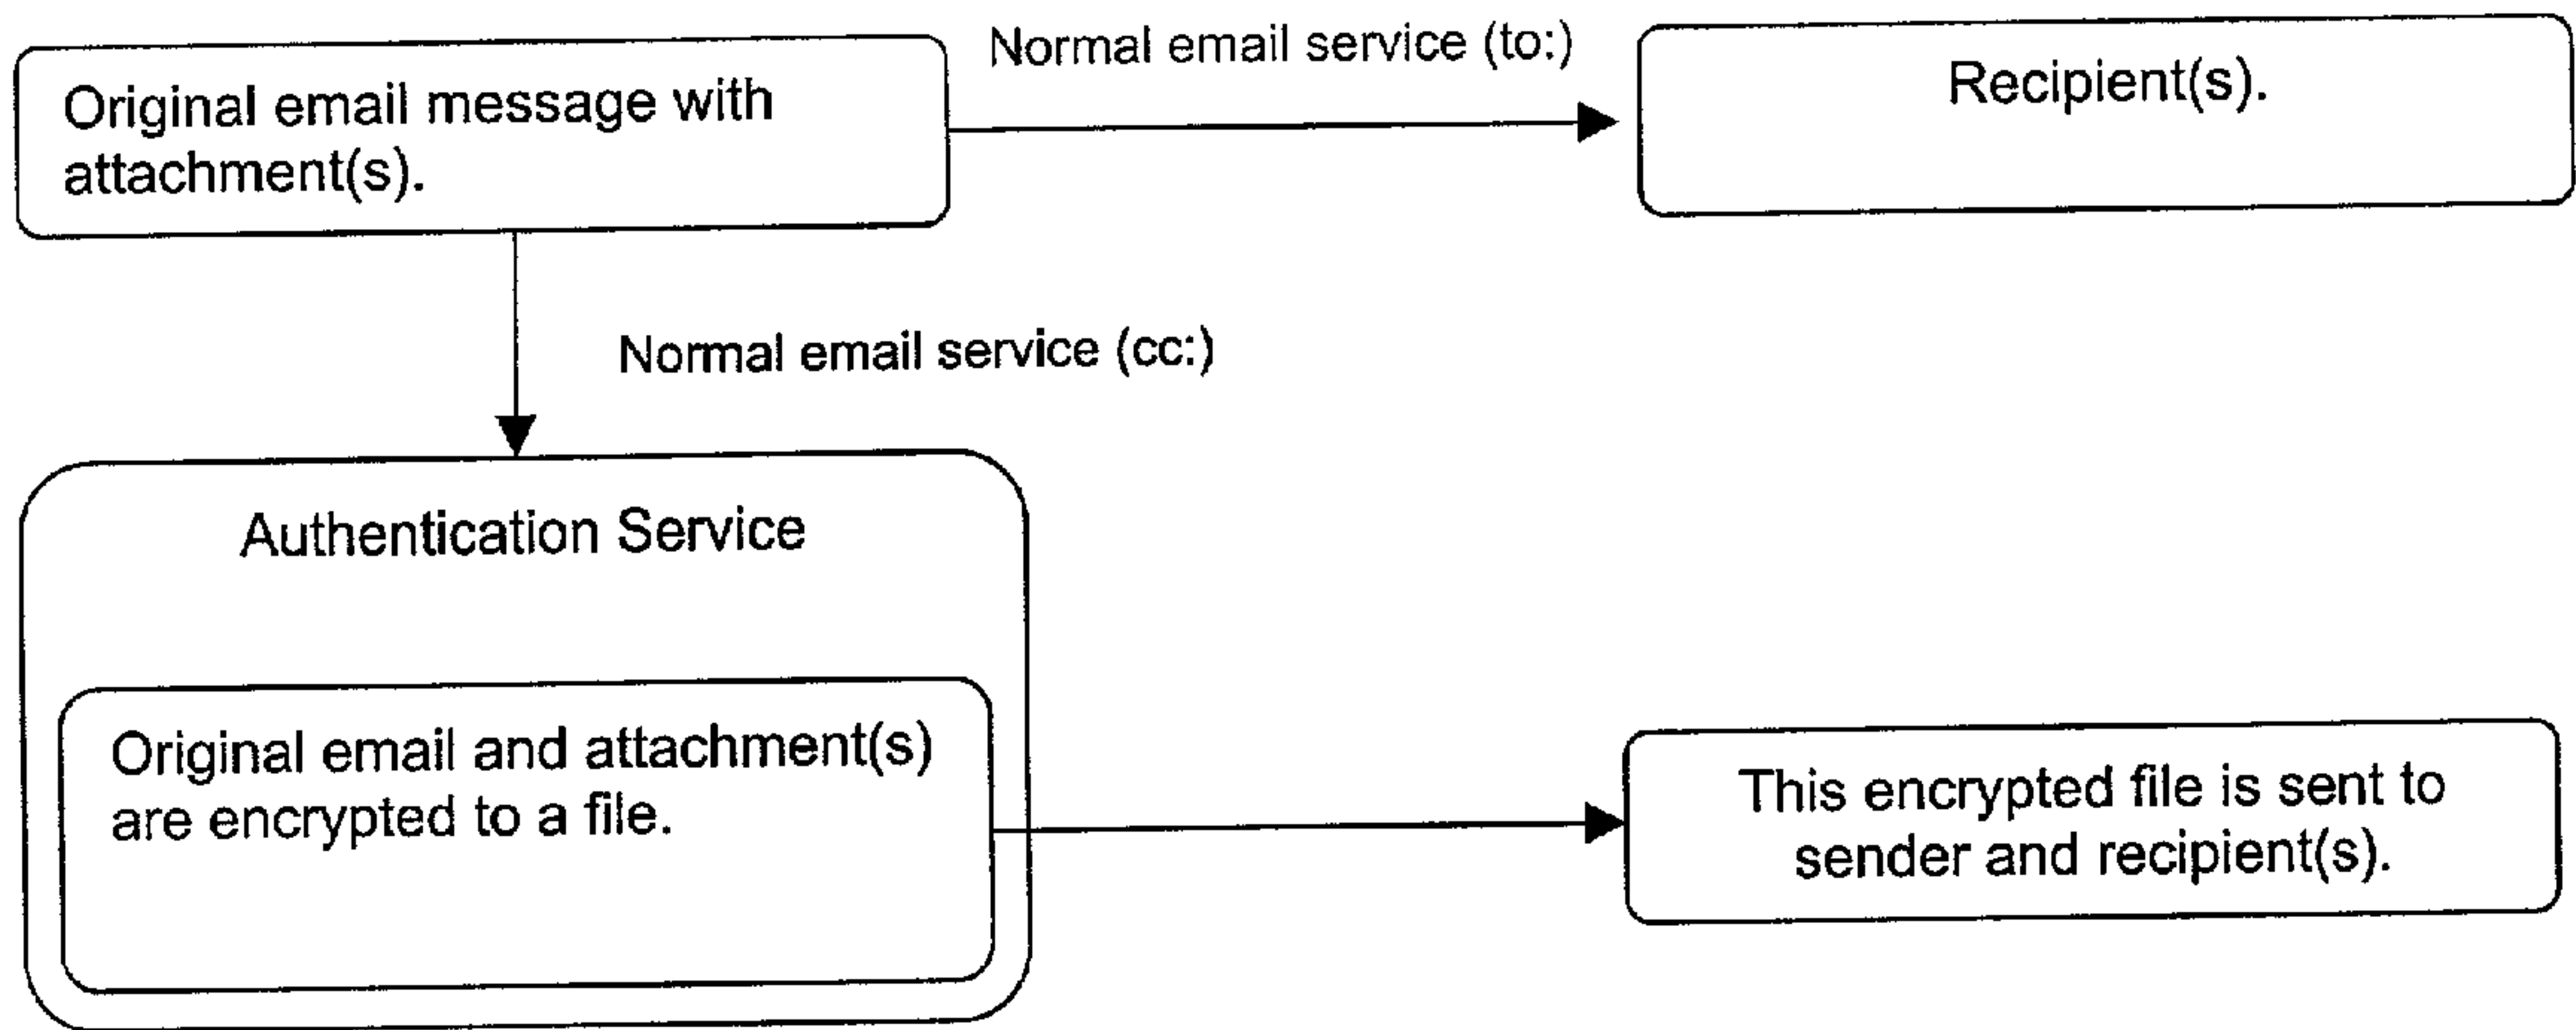 Original email message with
attachment(s).
Normal email service (to:)
Recipient(s).
Normal email service (cc:)
Authentication Service
Original email and attachment(s)
are encrypted to a file.
This encrypted file is sent to
sender and recipient(s).